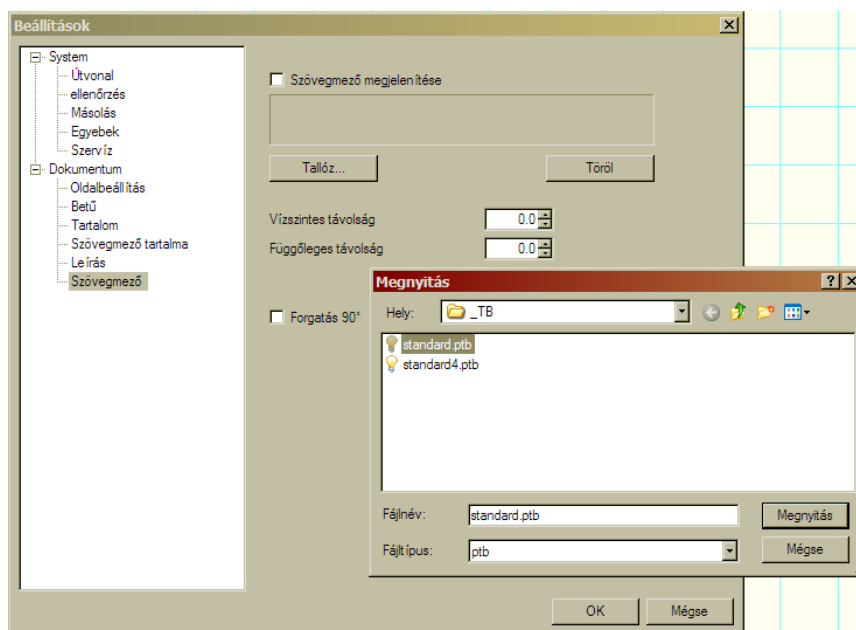 Beállítások
System
Útvonal
ellenőrzés
Másolás
Egyebek
Szervíz
Dokumentum
Oldalbeállítás
Betű
Tartalom
Szövegmező tartalma
Leírás
Szövegmező
Szövegmező megjelenítése
Tallóz...
Töröl
Vízszintes távolság
0.0
Függőleges távolság
0.0
Forgatás 90°
Megnyitás
Hely:
_TB
standard.ptb
standard4.ptb
Fájlnév:
standard.ptb
Megnyitás
Fájltípus:
ptb
Mégse
OK
Mégse